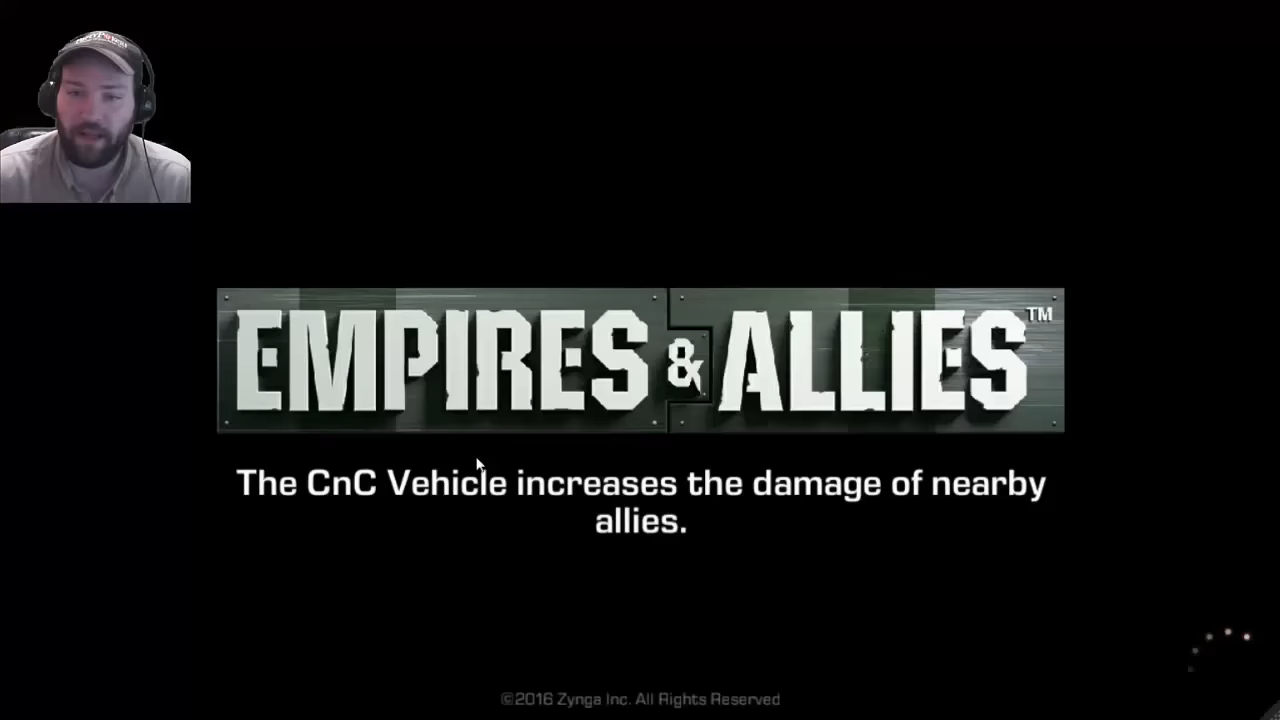 EMPIRES & ALLIES™
The CnC Vehicle increases the damage of nearby
allies.
©2016 Zynga Inc. All Rights Reserved